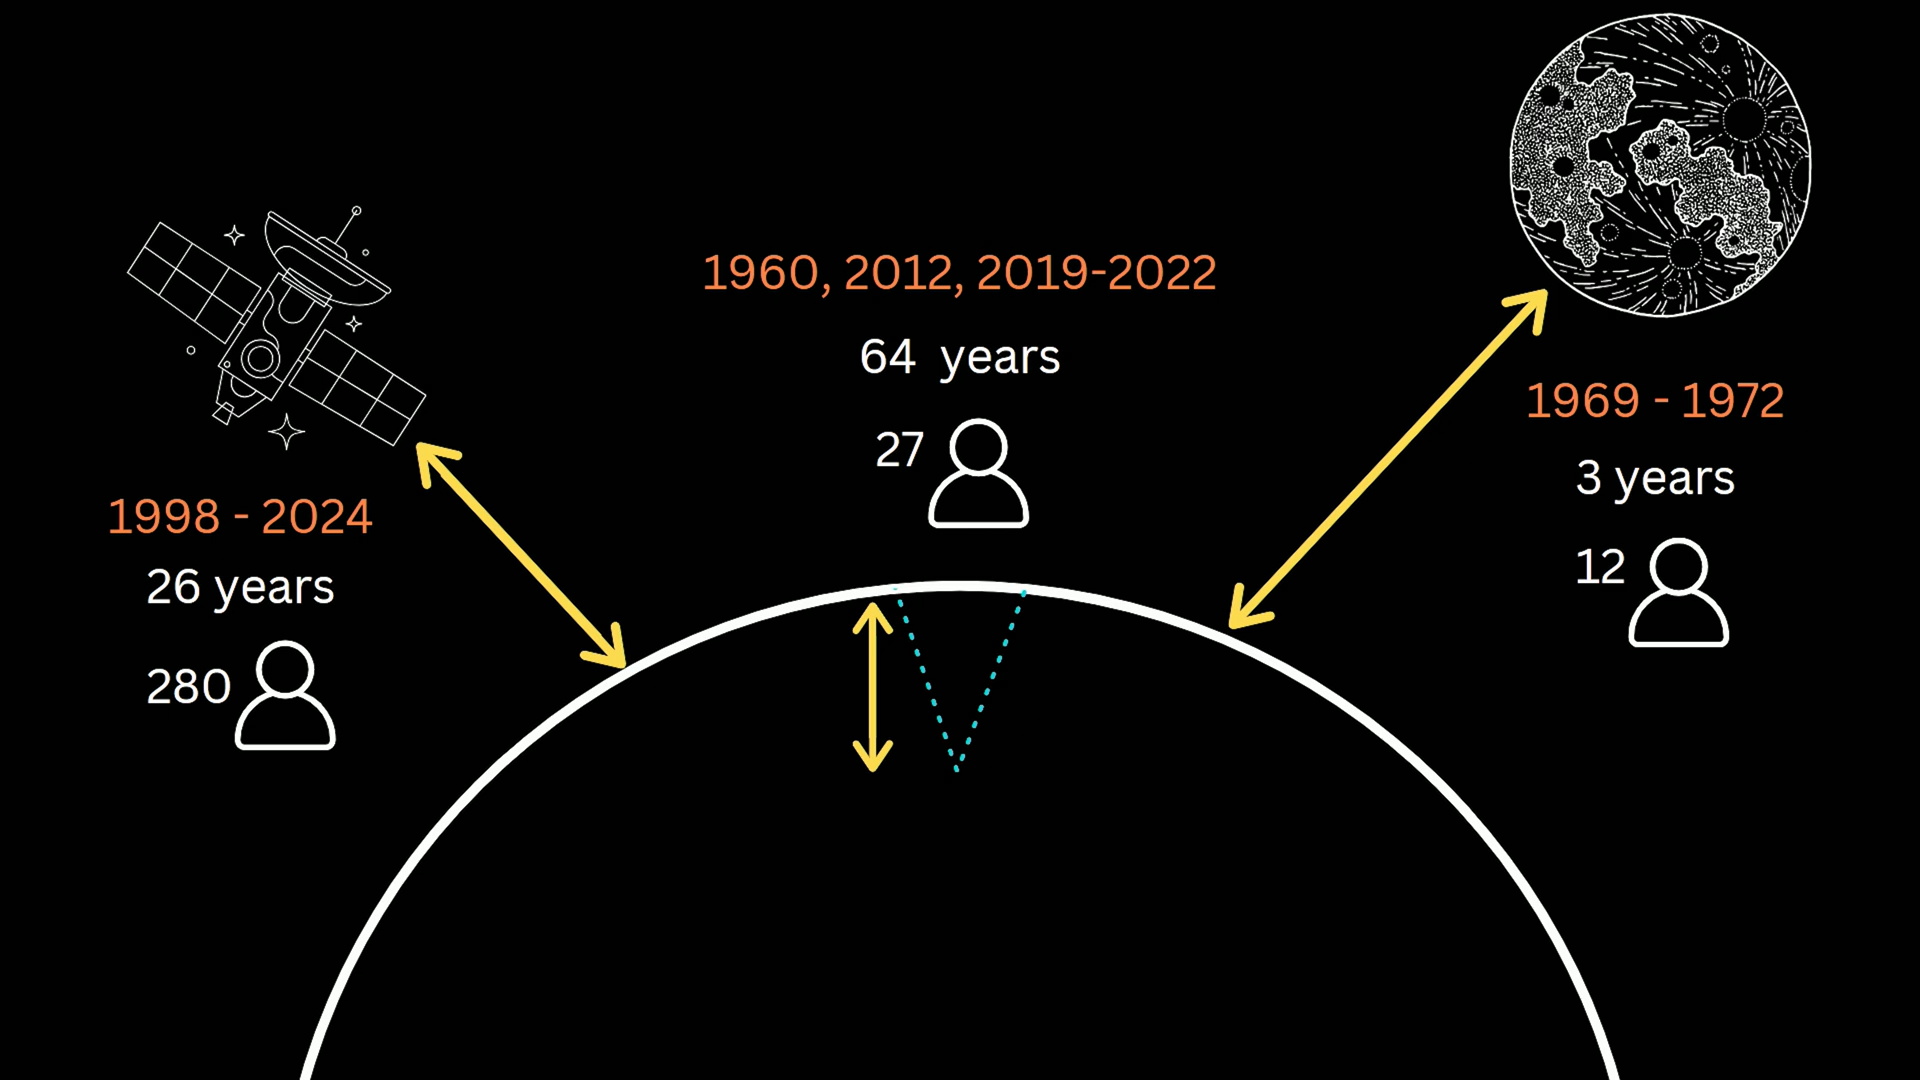 1998 - 2024
26 years
280
1960, 2012, 2019-2022
64 years
27
1969 - 1972
3 years
12